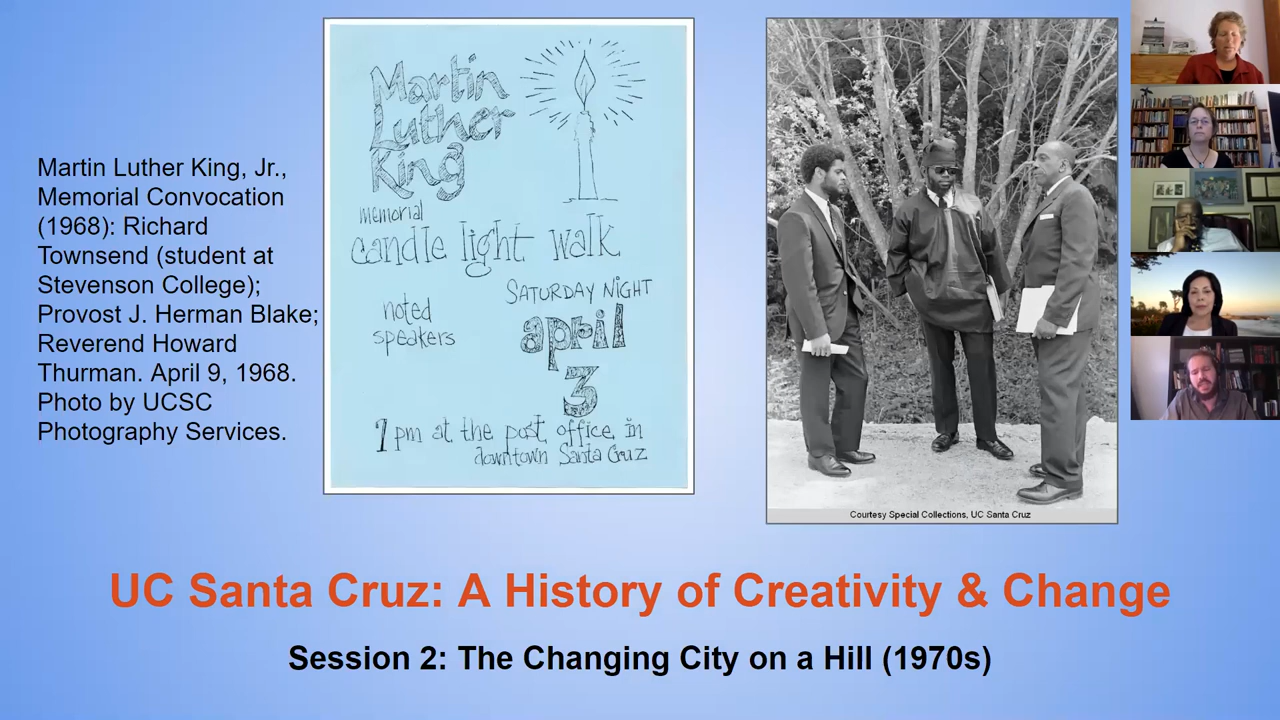 Martin Luther King, Jr.,
Memorial Convocation
(1968): Richard
Townsend (student at
Stevenson College);
Provost J. Herman Blake;
Reverend Howard
Thurman. April 9, 1968.
Photo by UCSC
Photography Services.
Martin
Luther
King
memorial
candle light walk
SATURDAY NIGHT
noted
speakers
april
3
7 pm at the post office in
downtown Santa Cruz
Courtesy Special Collections, UC Santa Cruz
UC Santa Cruz: A History of Creativity & Change
Session 2: The Changing City on a Hill (1970s)